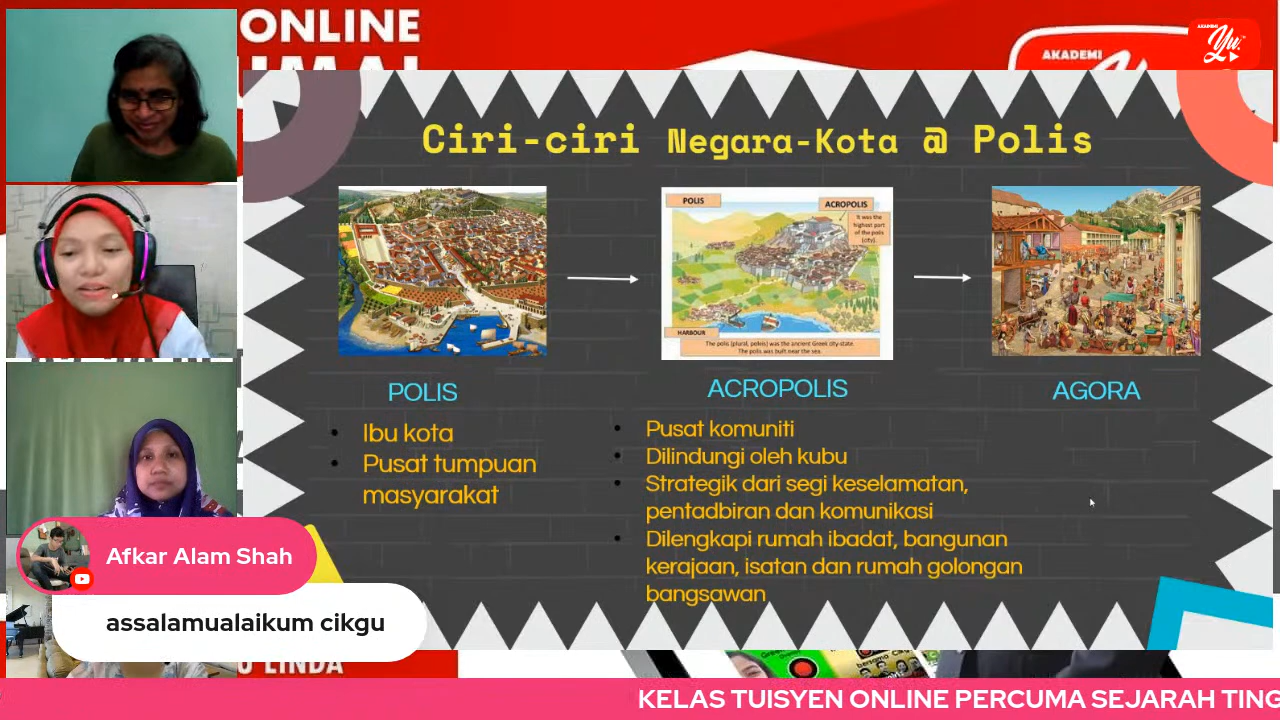 ONLINE
AKADEMI
AKADEMI
Yu.
Ciri-ciri Negara-Kota @ Polis
POLIS
ACROPOLIS
It was the
highest part
of the polis
(city).
HARBOUR
The polis (plural, poleis) was the ancient Greek city-state.
The polis was built near the sea.
POLIS
ACROPOLIS
AGORA
Ibu kota
Pusat tumpuan
masyarakat
Pusat komuniti
Dilindungi oleh kubu
Strategik dari segi keselamatan,
pentadbiran dan komunikasi
Dilengkapi rumah ibadat, bangunan
kerajaan, isatan dan rumah golongan
bangsawan
Afkar Alam Shah
assalamualaikum cikgu
U LINDA
KELAS TUISYEN ONLINE PERCUMA SEJARAH TING